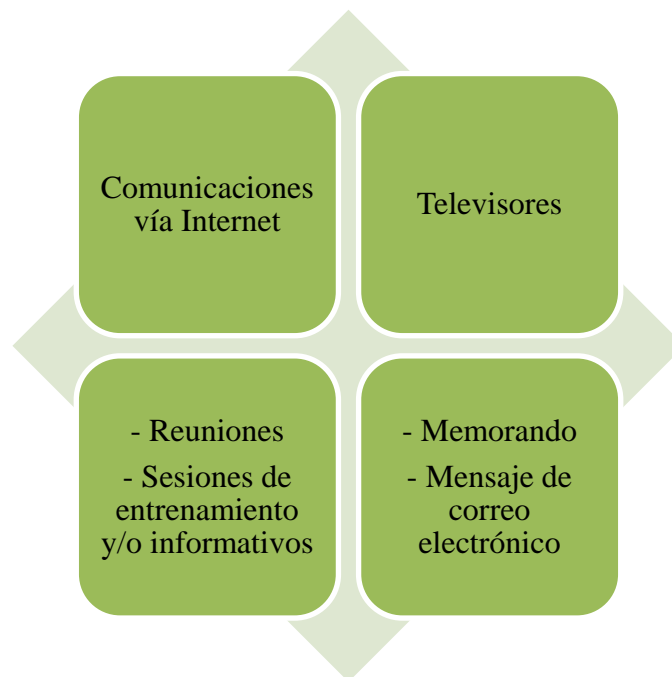 Comunicaciones
vía Internet
Televisores
- Reuniones
- Sesiones de
entrenamiento
y/o informativos
- Memorando
- Mensaje de
correo
electrónico